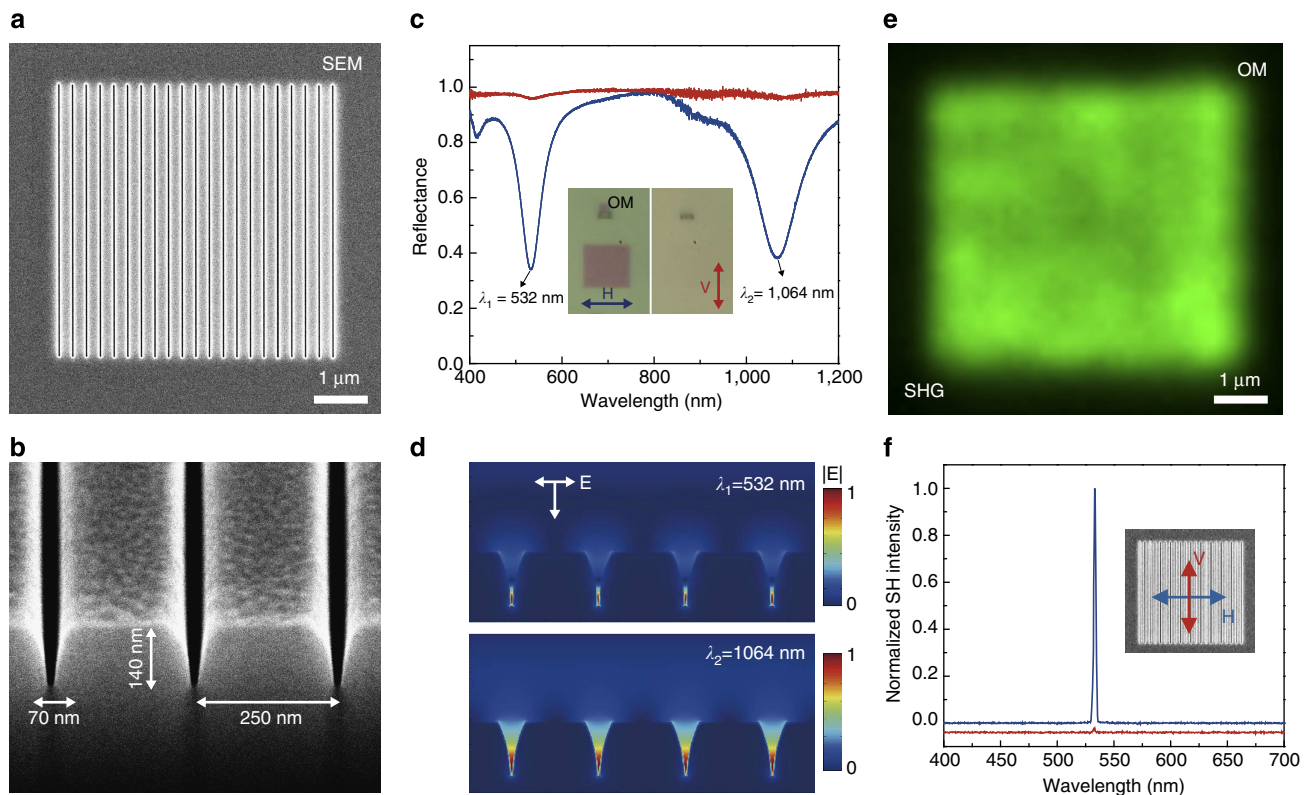 a
SEM
1 μm
b
140 nm
70 nm
250 nm
c
Reflectance
1.0
0.8
0.6
0.4
0.2
0.0
OM
H
V
λ1 = 532 nm
λ2= 1,064 nm
400
600
800
1,000
1,200
Wavelength (nm)
d
E
λ1=532 nm
|E|
1
0
λ2=1064 nm
1
0
e
OM
SHG
1 μm
f
Normalized SH intensity
1.0
0.8
0.6
0.4
0.2
0.0
V
H
400
450
500
550
600
650
700
Wavelength (nm)